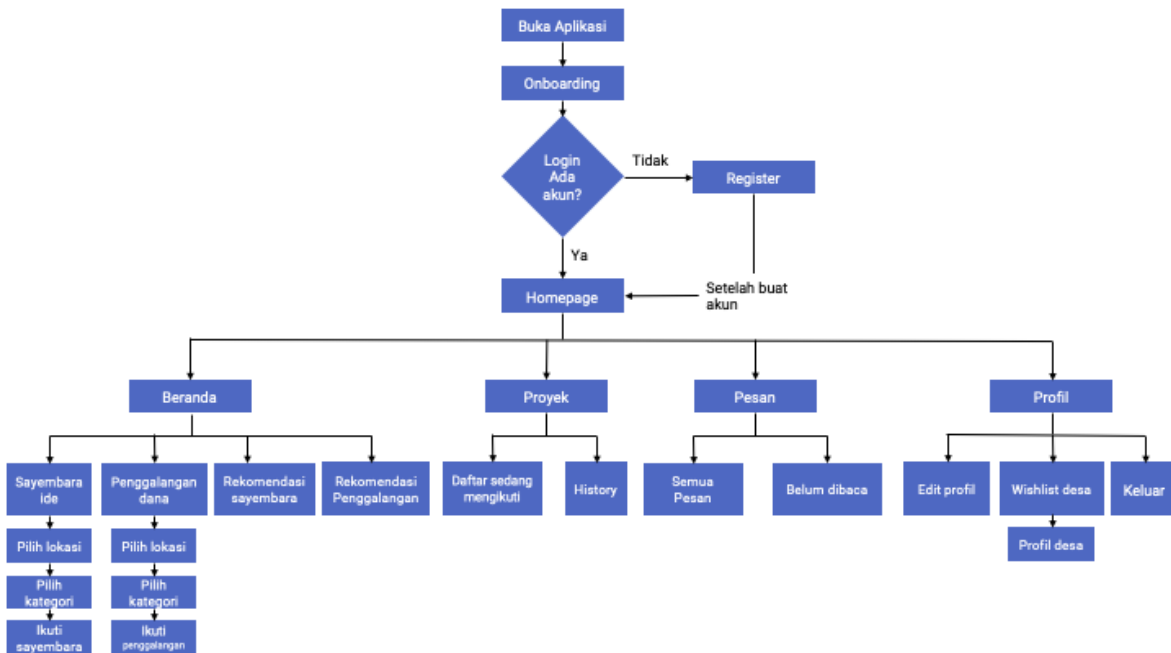 Buka Aplikasi
Onboarding
Login
Ada
akun?
Tidak
Register
Ya
Setelah buat
akun
Homepage
Beranda
Proyek
Pesan
Profil
Sayembara
ide
Penggalangan
dana
Rekomendasi
sayembara
Rekomendasi
Penggalangan
Daftar sedang
mengikuti
History
Semua
Pesan
Belum dibaca
Edit profil
Wishlist desa
Keluar
Pilih lokasi
Pilih lokasi
Profil desa
Pilih
kategori
Pilih
kategori
Ikuti
sayembara
Ikuti
penggalangan